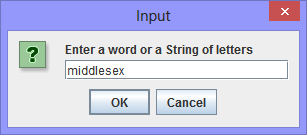 Input
Enter a word or a String of letters
middlesex
OK Cancel